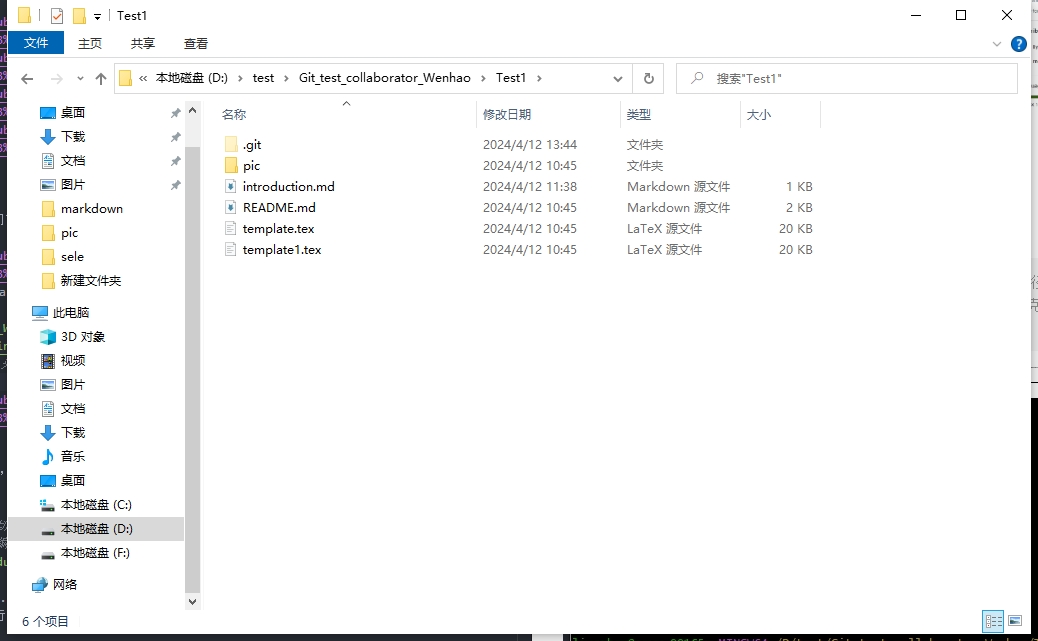 Test1
文件 主页 共享 查看
« 本地磁盘 (D:) › test › Git_test_collaborator_Wenhao › Test1 ›
搜索"Test1"
桌面
下载
文档
图片
markdown
pic
sele
新建文件夹
此电脑
3D 对象
视频
图片
文档
下载
音乐
桌面
本地磁盘 (C:)
本地磁盘 (D:)
本地磁盘 (F:)
网络
名称 修改日期 类型 大小
.git 2024/4/12 13:44 文件夹
pic 2024/4/12 10:45 文件夹
introduction.md 2024/4/12 11:38 Markdown 源文件 1 KB
README.md 2024/4/12 10:45 Markdown 源文件 2 KB
template.tex 2024/4/12 10:45 LaTeX 源文件 20 KB
template1.tex 2024/4/12 10:45 LaTeX 源文件 20 KB
6 个项目